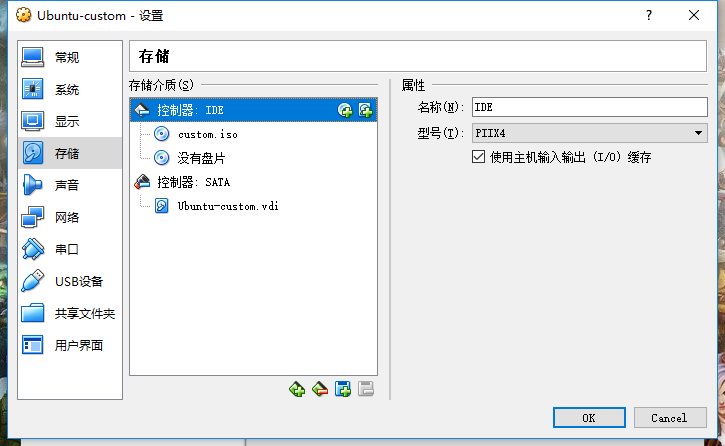 Ubuntu-custom - 设置
?
常规
系统
显示
存储
声音
网络
串口
USB设备
共享文件夹
用户界面
存储
存储介质(S)
控制器: IDE
custom.iso
没有盘片
控制器: SATA
Ubuntu-custom.vdi
属性
名称(N): IDE
型号(T): PIIX4
使用主机输入输出 (I/O) 缓存
OK
Cancel